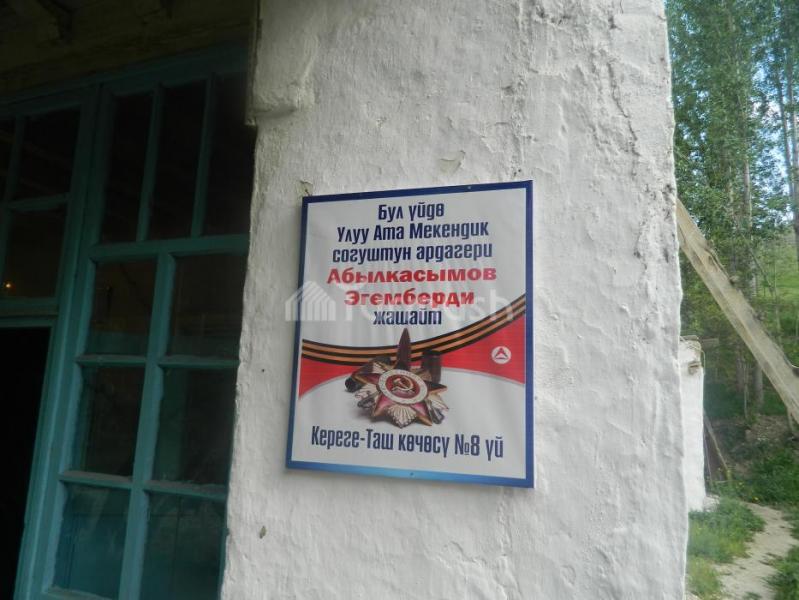 Бул үйдө
Улуу Ата Мекендик
согуштун ардагери
Абылкасымов
Эгемберди
жашайт
Кереге-Таш көчөсү №8 үй